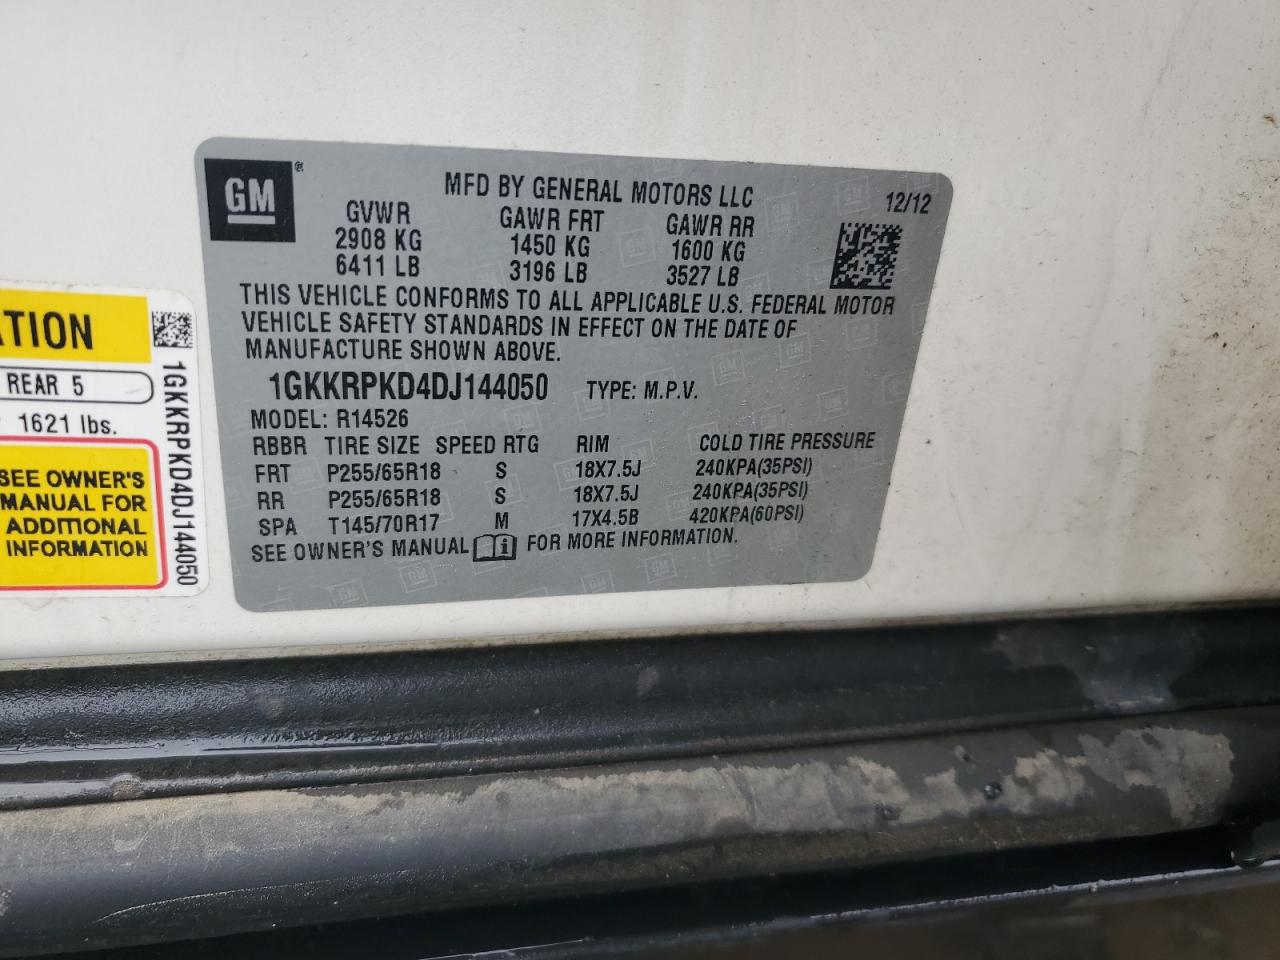 GM ®
MFD BY GENERAL MOTORS LLC 12/12
GVWR GAWR FRT GAWR RR
2908 KG 1450 KG 1600 KG
6411 LB 3196 LB 3527 LB
THIS VEHICLE CONFORMS TO ALL APPLICABLE U.S. FEDERAL MOTOR
VEHICLE SAFETY STANDARDS IN EFFECT ON THE DATE OF
MANUFACTURE SHOWN ABOVE.
1GKKRPKD4DJ144050 TYPE: M.P.V.
MODEL: R14526
RBBR TIRE SIZE SPEED RTG RIM COLD TIRE PRESSURE
FRT P255/65R18 S 18X7.5J 240KPA(35PSI)
RR P255/65R18 S 18X7.5J 240KPA(35PSI)
SPA T145/70R17 M 17X4.5B 420KPA(60PSI)
SEE OWNER'S MANUAL FOR MORE INFORMATION.
ATION
REAR 5
1621 lbs.
SEE OWNER'S
MANUAL FOR
ADDITIONAL
INFORMATION
1GKKRPKD4DJ144050